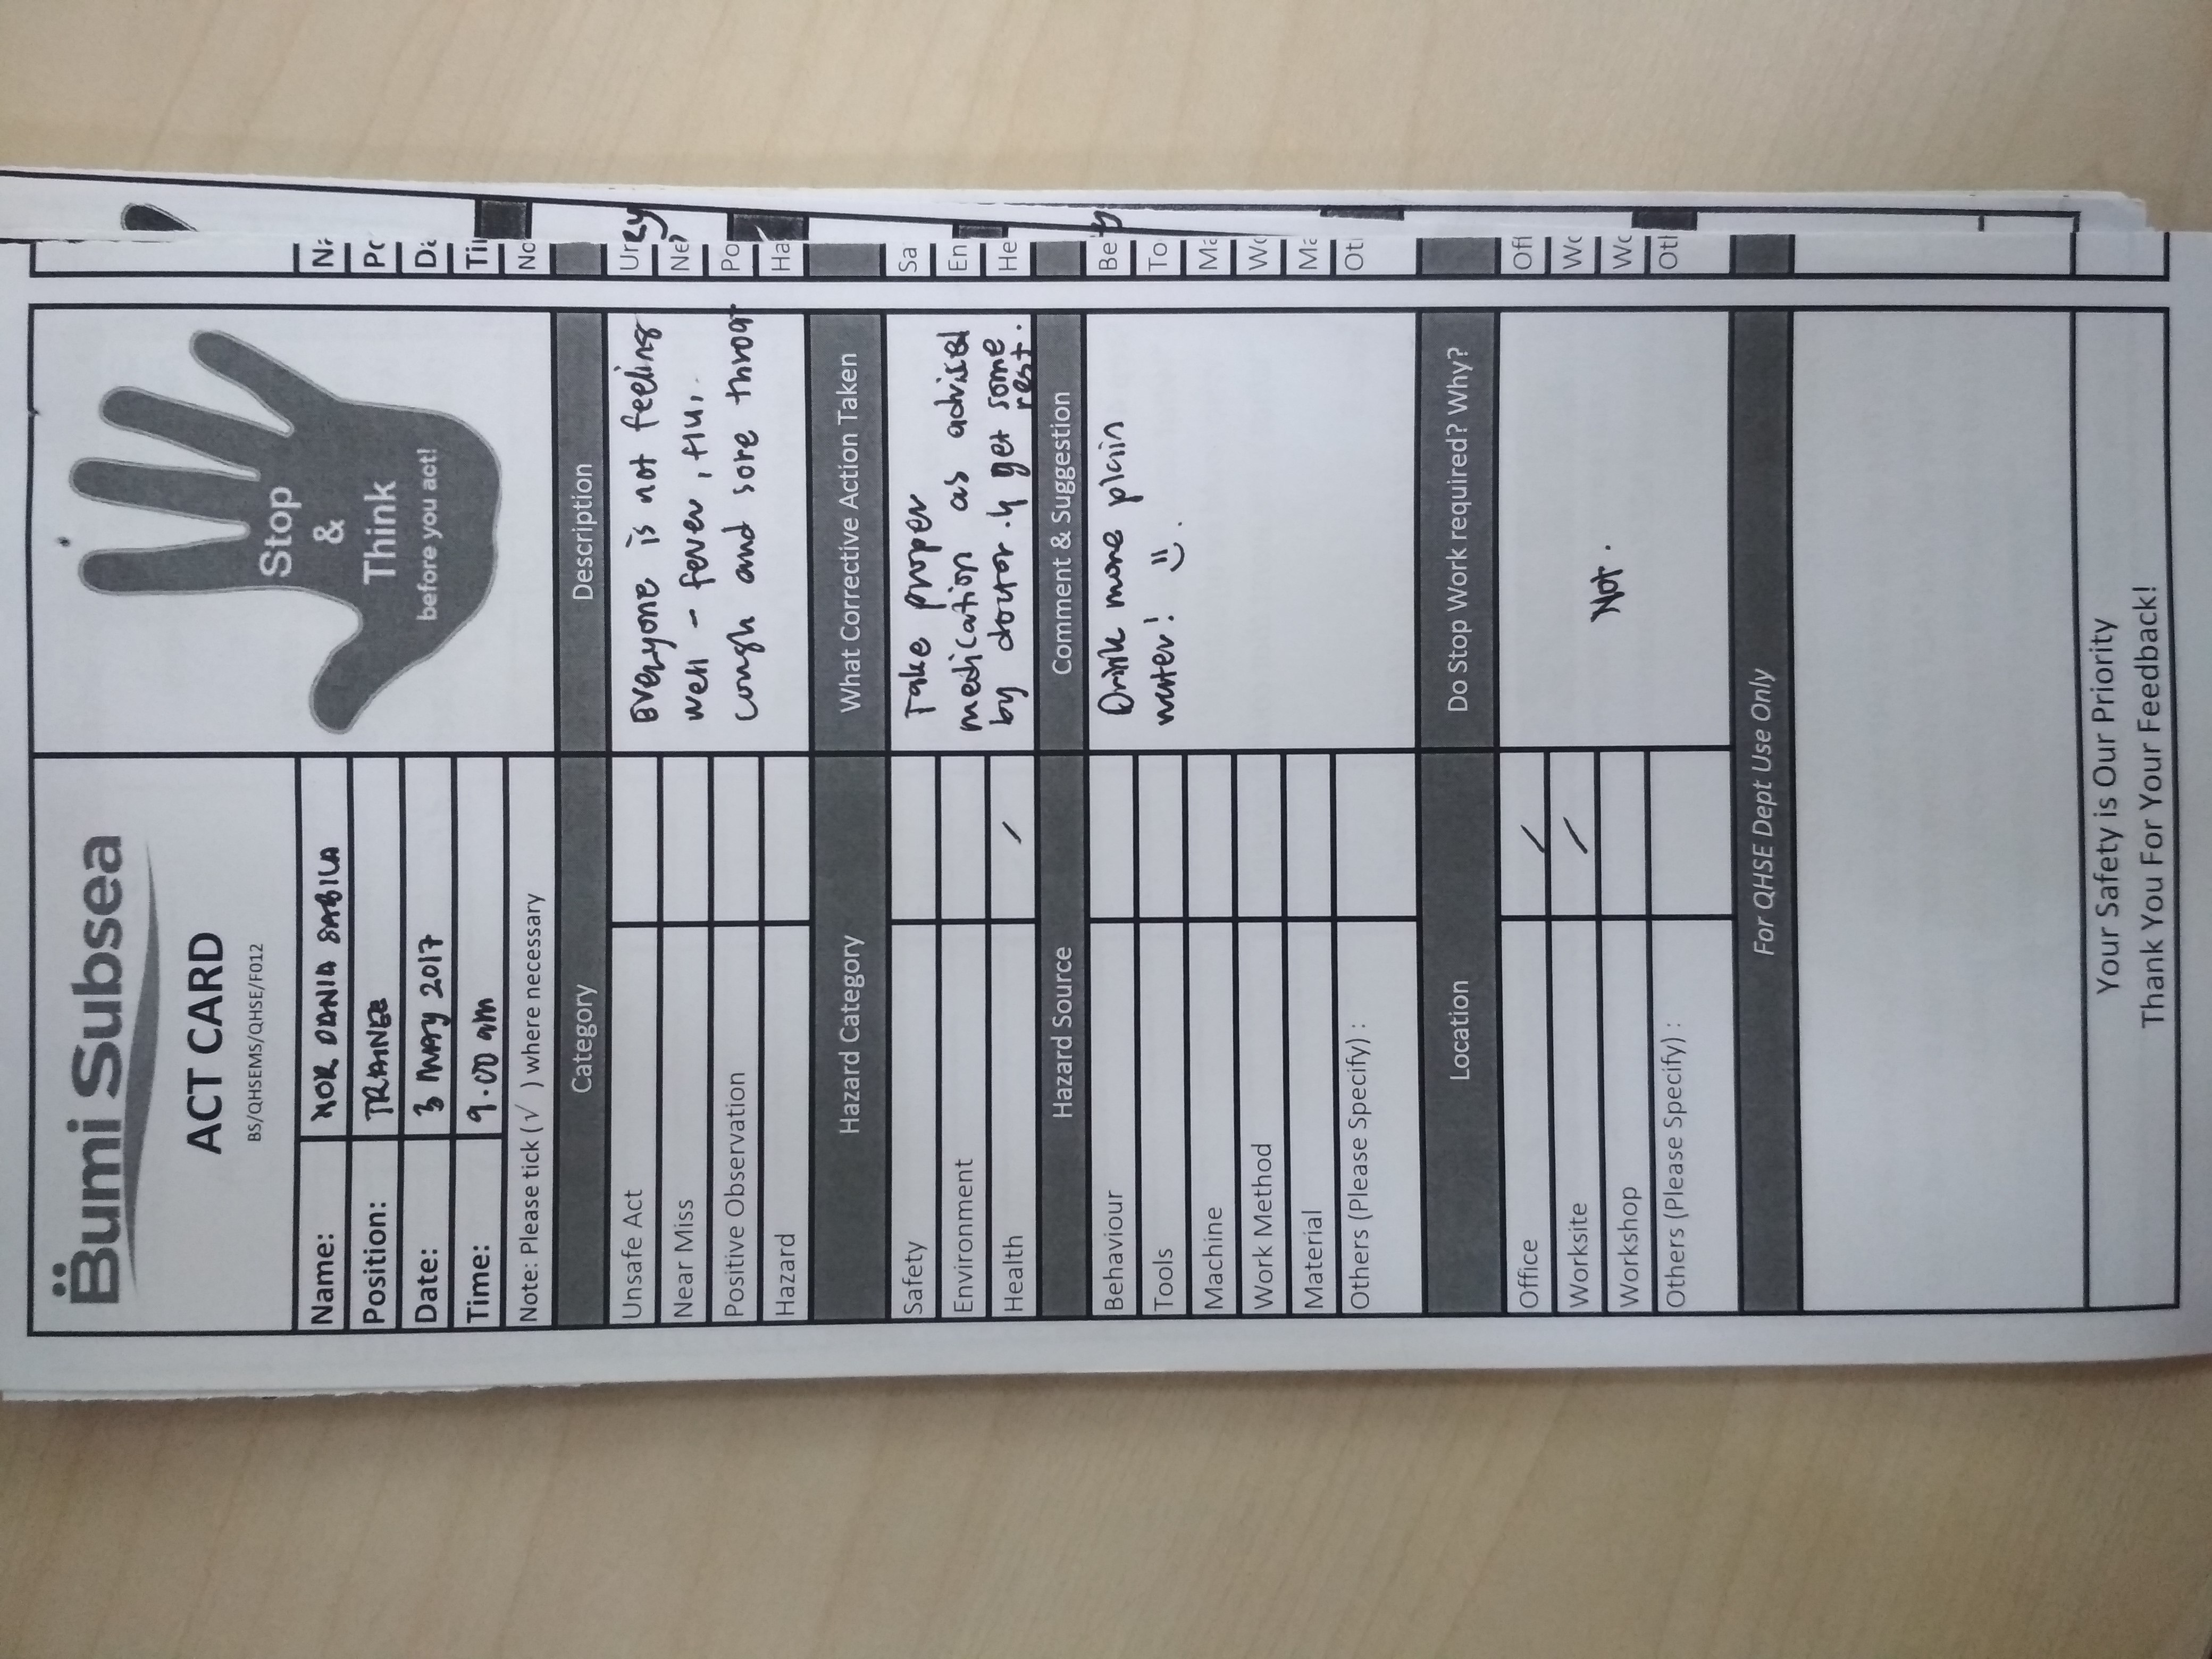 Bumi Subsea
ACT CARD
BS/QHSEMS/QHSE/F012
Stop
&
Think
before you act!
Name: NOR DANIA SABILA
Position: TRAINEE
Date: 3 MAY 2017
Time: 9.00 am
Note: Please tick ( √ ) where necessary
Category Description
Unsafe Act Everyone is not feeling
Near Miss well - fever, flu,
Positive Observation cough and sore throat
Hazard
Hazard Category What Corrective Action Taken
Safety Take proper
Environment medication as advised
Health / by doctor. & get some
rest.
Hazard Source Comment & Suggestion
Behaviour Drink more plain
Tools water! :)
Machine
Work Method
Material
Others (Please Specify) :
Location Do Stop Work required? Why?
Office /
Worksite / Not.
Workshop
Others (Please Specify) :
For QHSE Dept Use Only
Your Safety is Our Priority
Thank You For Your Feedback!
Na
Po
Da
Ti
No
Un
Ne
Po
Ha
Sa
En
He
Be
To
Ma
Wo
Ma
Ot
Off
Wo
Wo
Oth